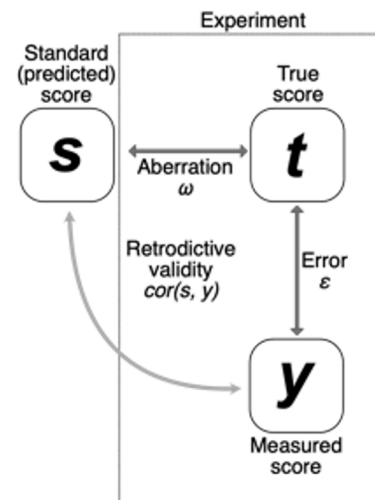 Experiment
Standard
(predicted)
score
s
True
score
t
Aberration
ω
Retrodictive
validity
cor(s, y)
Error
ε
y
Measured
score